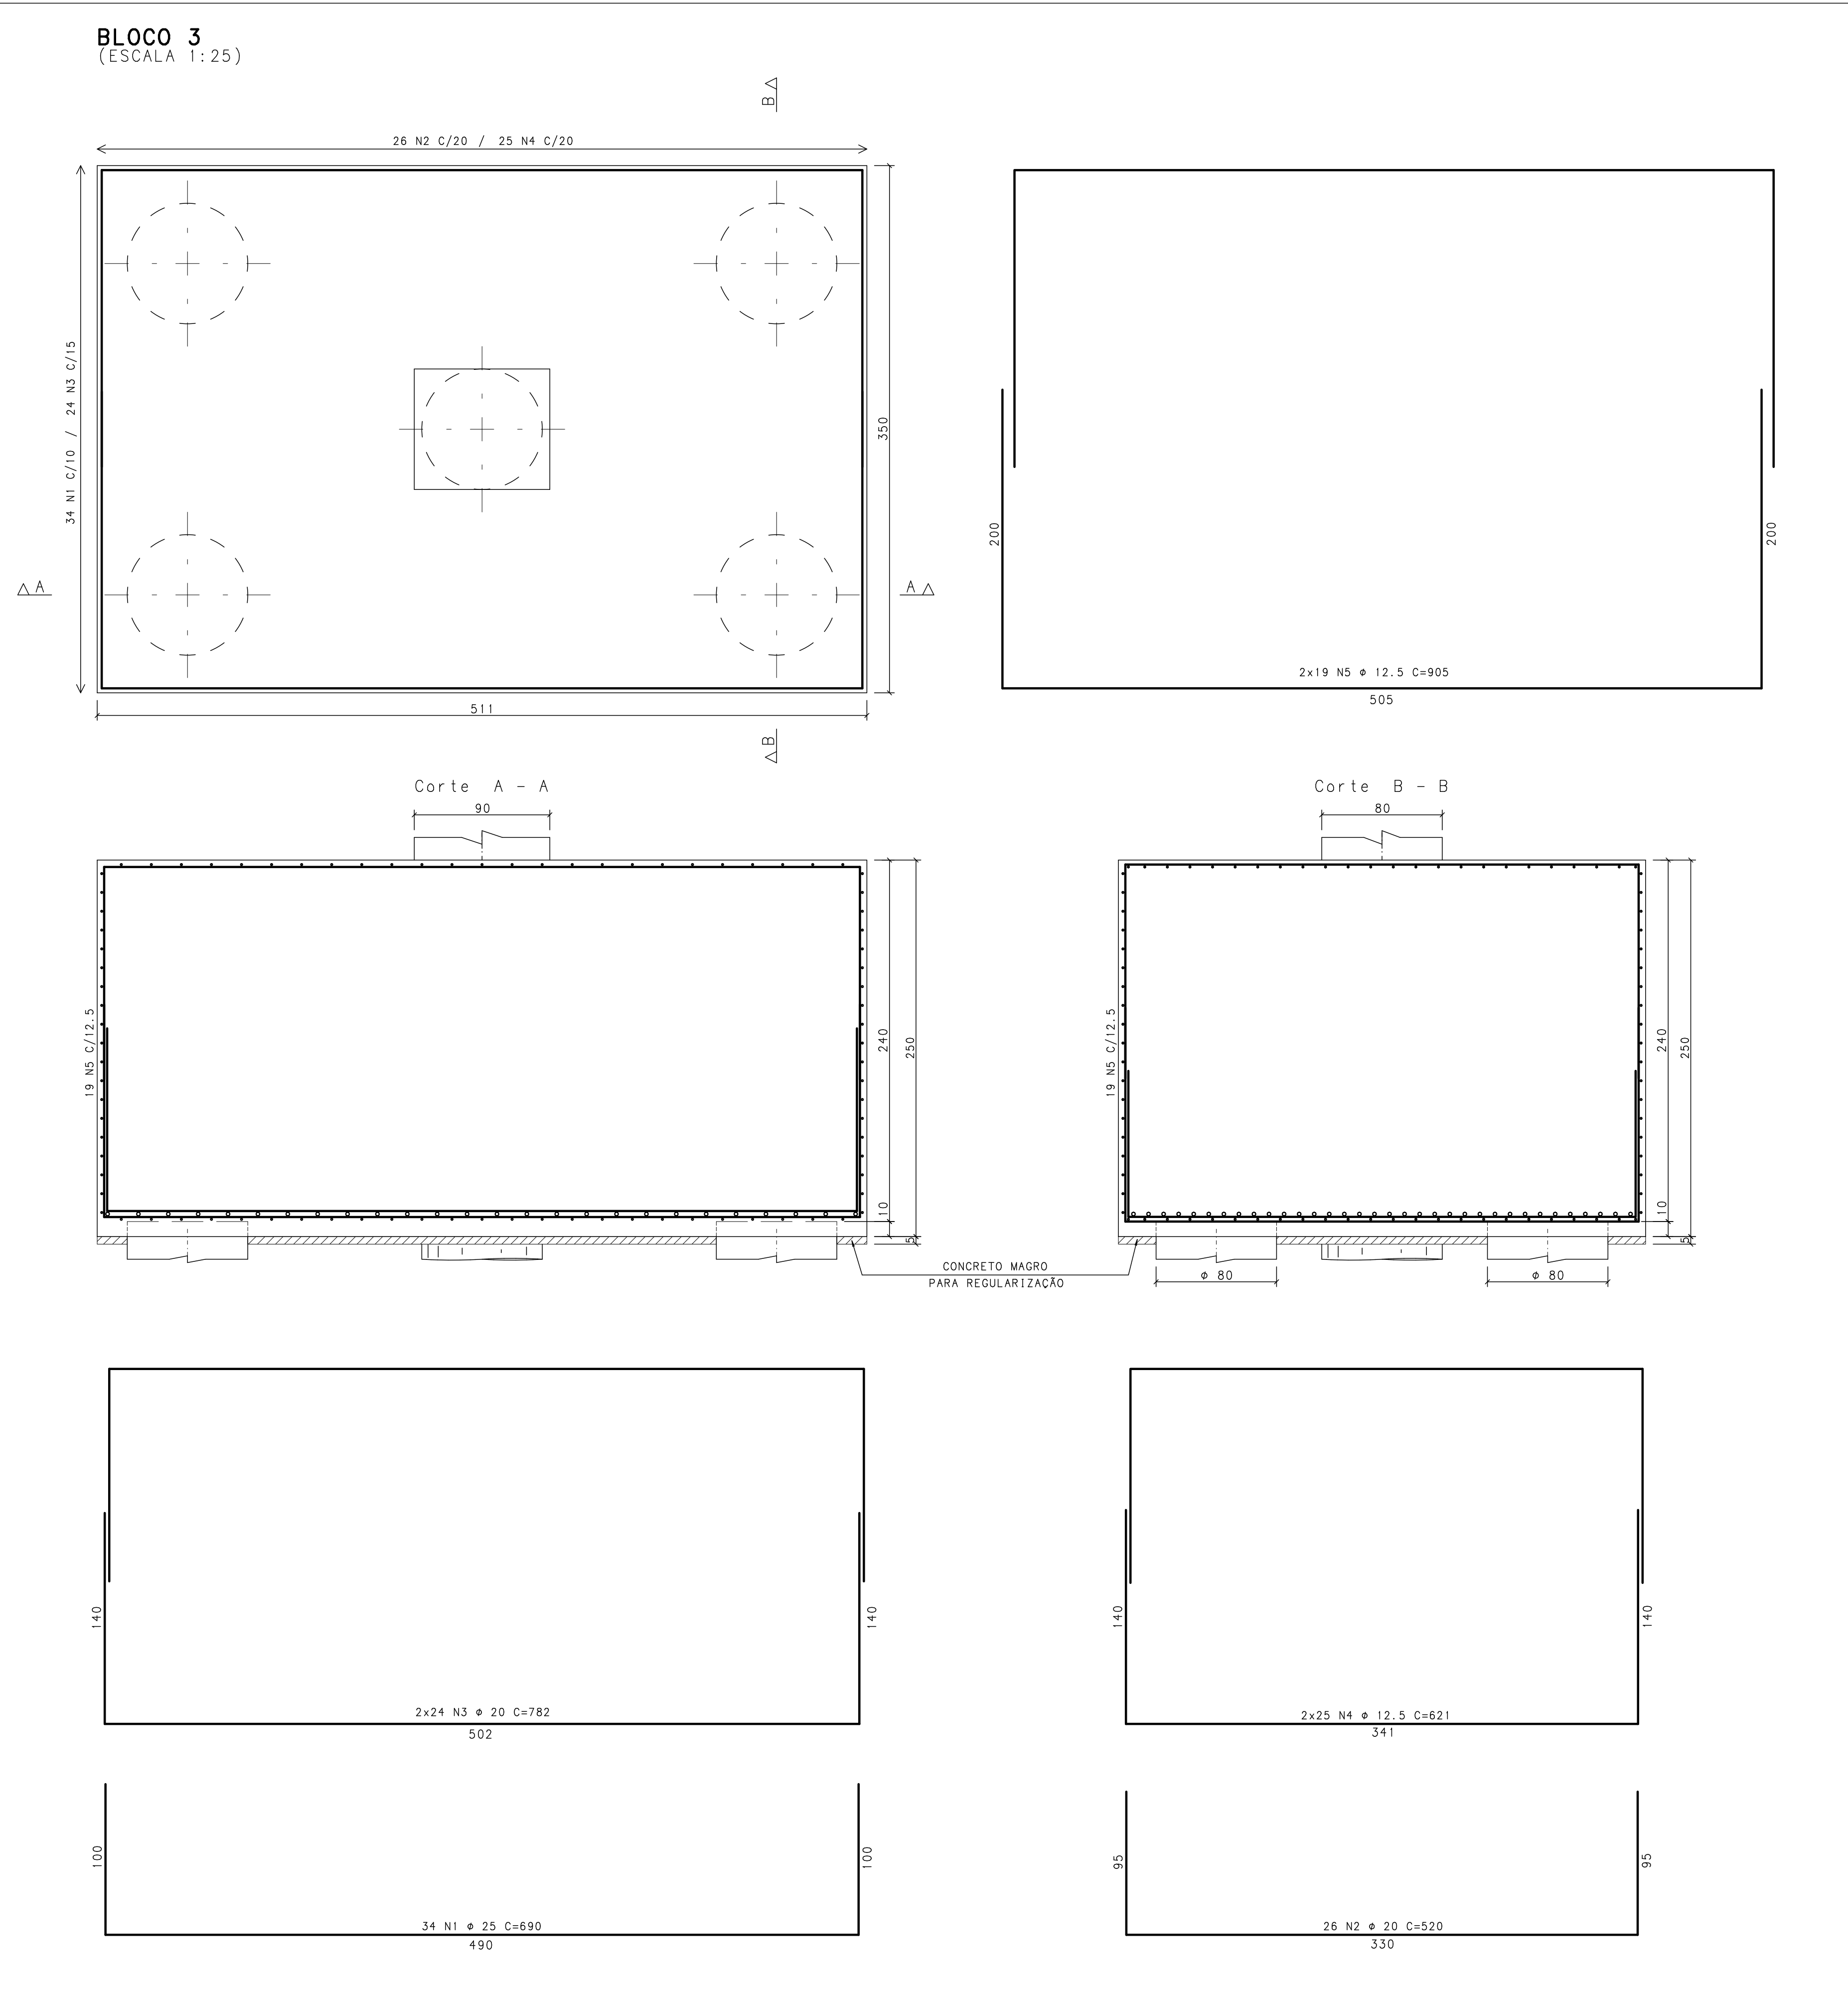 BLOCO 3
(ESCALA 1:25)
B
26 N2 C/20 / 25 N4 C/20
34 N1 C/10 / 24 N3 C/15
350
A
A
200
200
2x19 N5 φ 12.5 C=905
505
511
B
Corte A - A
90
Corte B - B
80
19 N5 C/12.5
240
250
10
5
19 N5 C/12.5
240
250
10
5
CONCRETO MAGRO
PARA REGULARIZAÇÃO
φ 80
φ 80
140
140
2x24 N3 φ 20 C=782
502
140
140
2x25 N4 φ 12.5 C=621
341
100
100
34 N1 φ 25 C=690
490
95
95
26 N2 φ 20 C=520
330